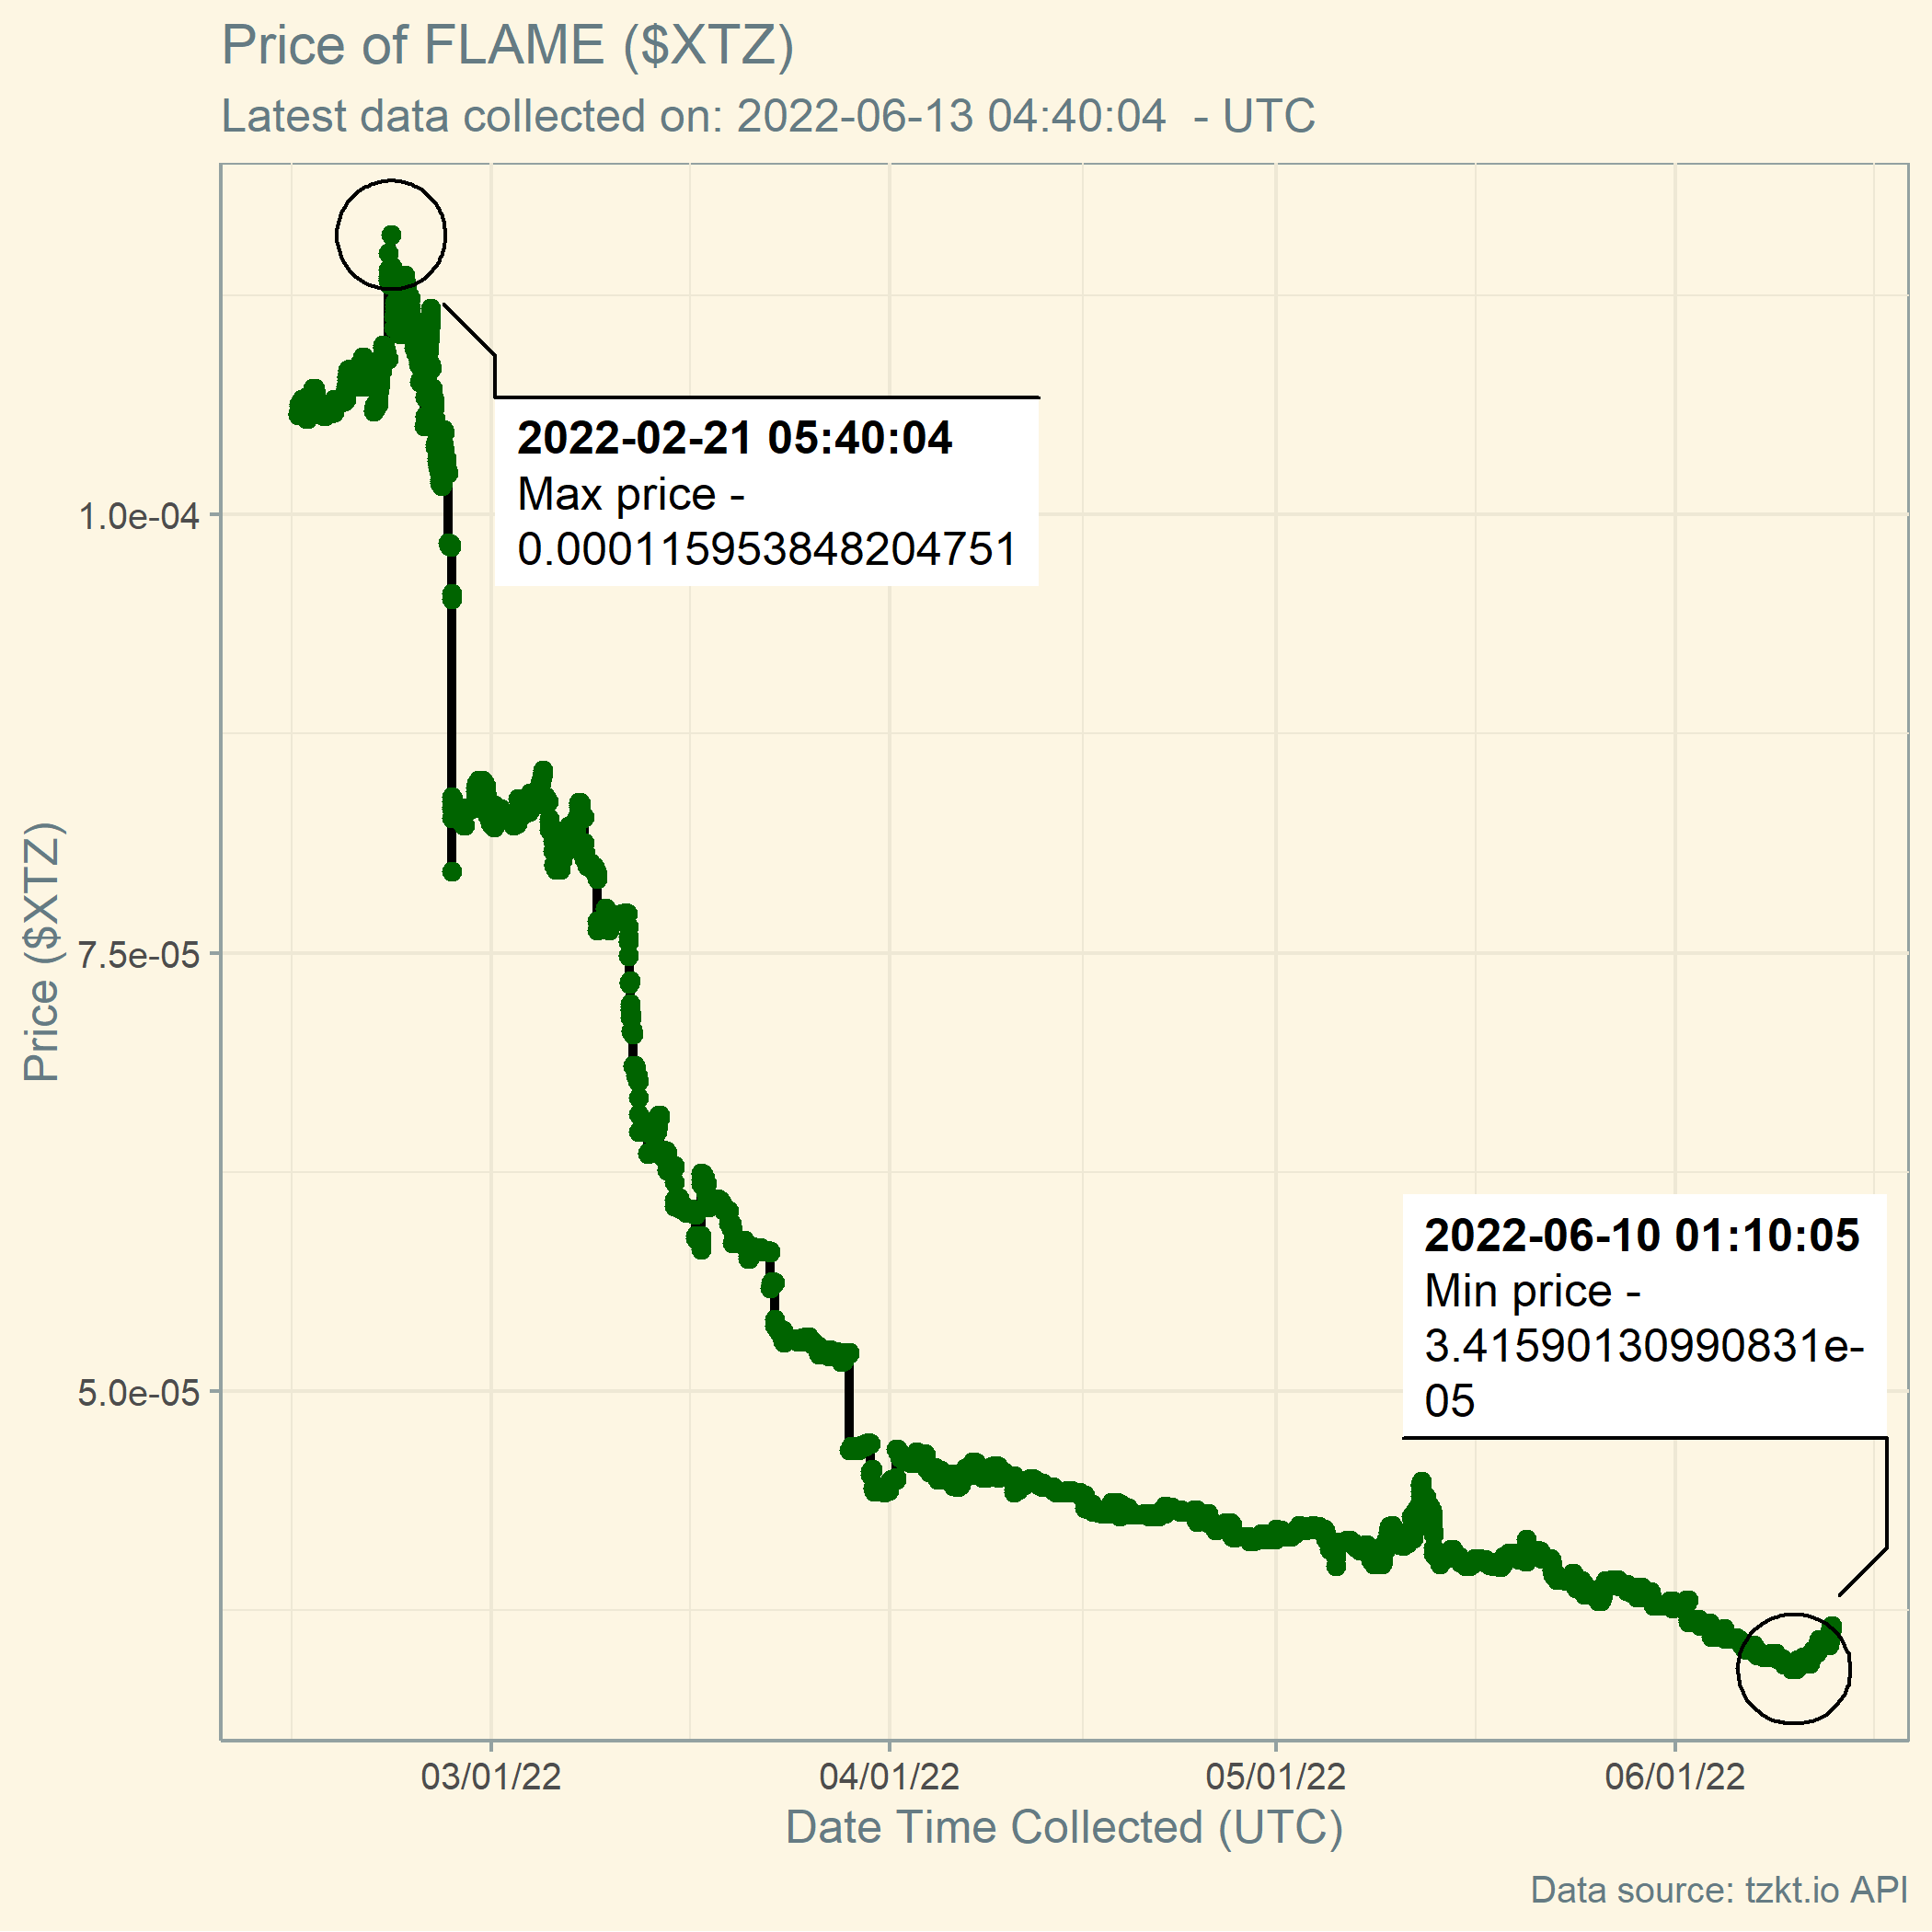 Price of FLAME ($XTZ)
Latest data collected on: 2022-06-13 04:40:04  - UTC
2022-02-21 05:40:04
Max price -
0.000115953848204751
1.0e-04
7.5e-05
5.0e-05
Price ($XTZ)
2022-06-10 01:10:05
Min price -
3.41590130990831e-
05
03/01/22
04/01/22
05/01/22
06/01/22
Date Time Collected (UTC)
Data source: tzkt.io API